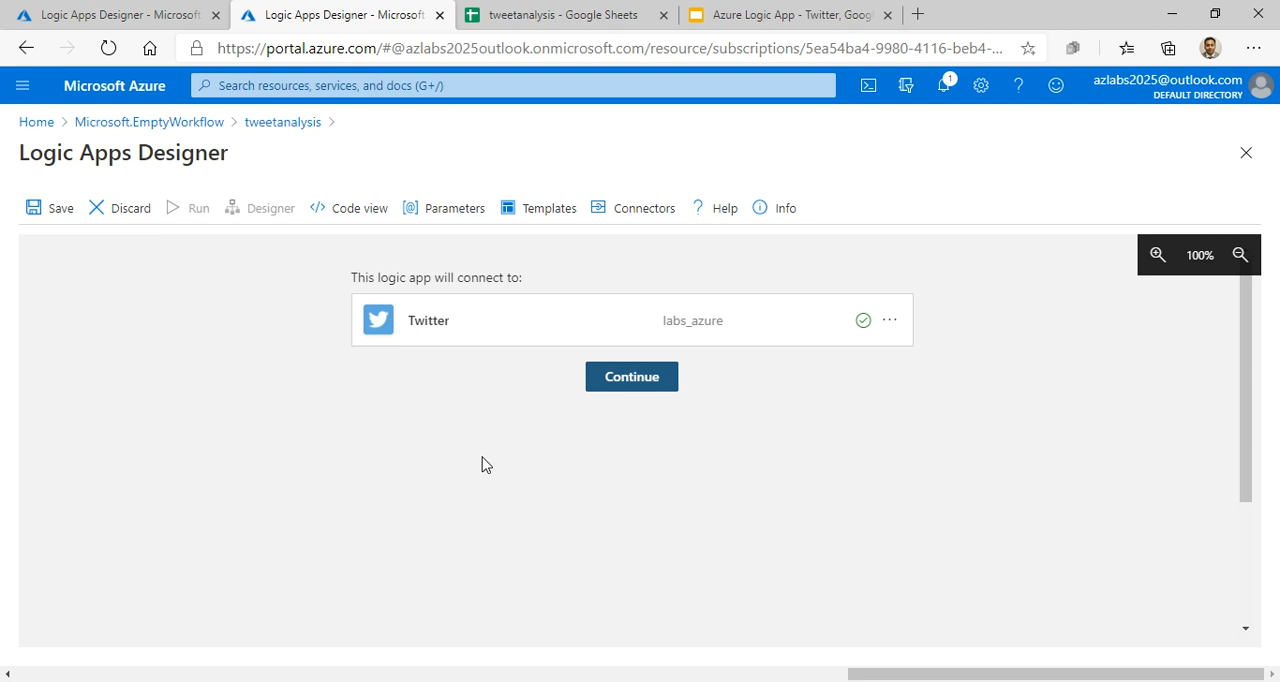 Logic Apps Designer - Microsoft
Logic Apps Designer - Microsoft
tweetanalysis - Google Sheets
Azure Logic App - Twitter, Goog
https://portal.azure.com/#@azlabs2025outlook.onmicrosoft.com/resource/subscriptions/5ea54ba4-9980-4116-beb4-...
Microsoft Azure
Search resources, services, and docs (G+/)
1
azlabs2025@outlook.com
DEFAULT DIRECTORY
Home > Microsoft.EmptyWorkflow > tweetanalysis >
Logic Apps Designer
Save
Discard
Run
Designer
Code view
Parameters
Templates
Connectors
Help
Info
100%
This logic app will connect to:
Twitter
labs_azure
Continue